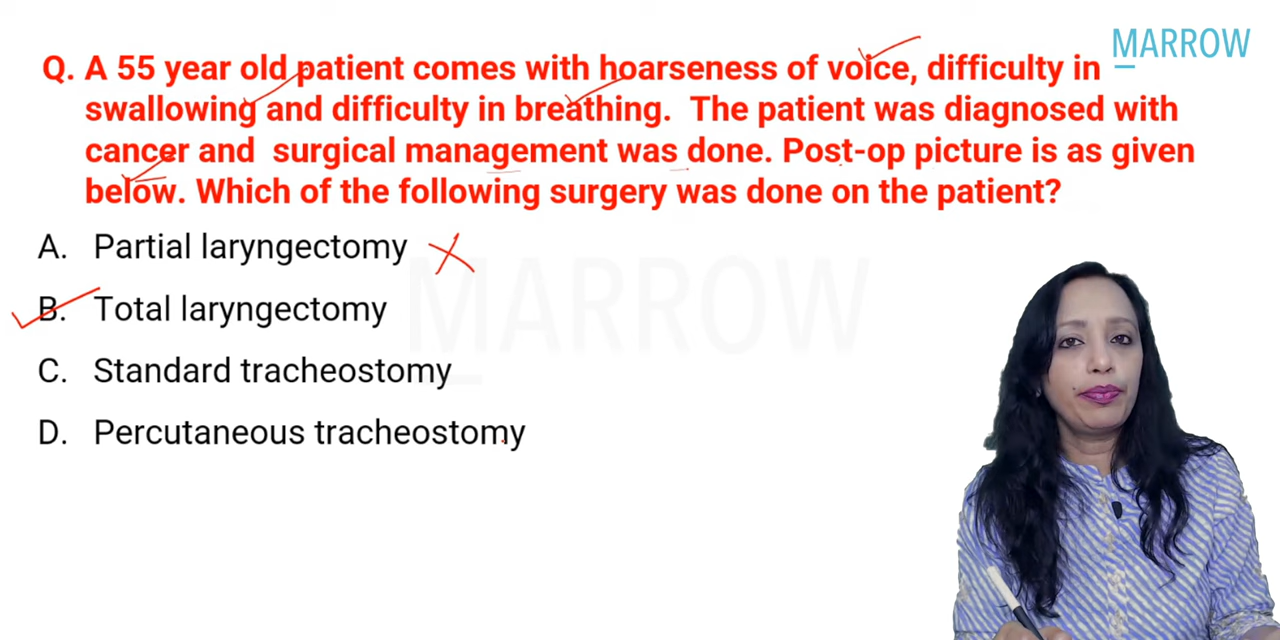 MARROW
Q. A 55 year old patient comes with hoarseness of voice, difficulty in
swallowing and difficulty in breathing. The patient was diagnosed with
cancer and surgical management was done. Post-op picture is as given
below. Which of the following surgery was done on the patient?
A. Partial laryngectomy
B. Total laryngectomy
C. Standard tracheostomy
D. Percutaneous tracheostomy
MARROW